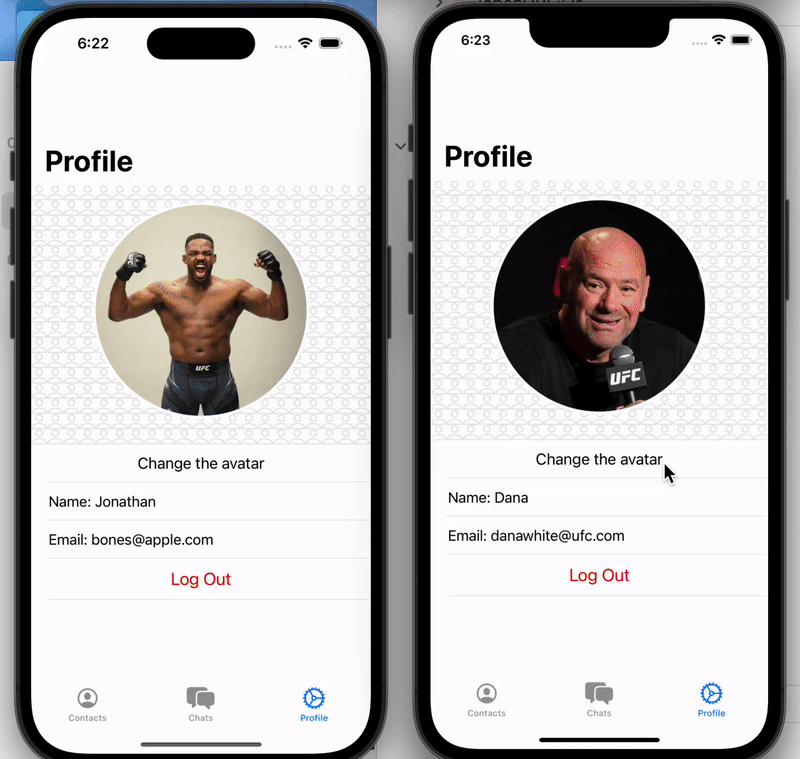 6:22
Profile
UFC
Change the avatar
Name: Jonathan
Email: bones@apple.com
Log Out
Contacts
Chats
Profile
6:23
Profile
UFC
Change the avatar
Name: Dana
Email: danawhite@ufc.com
Log Out
Contacts
Chats
Profile